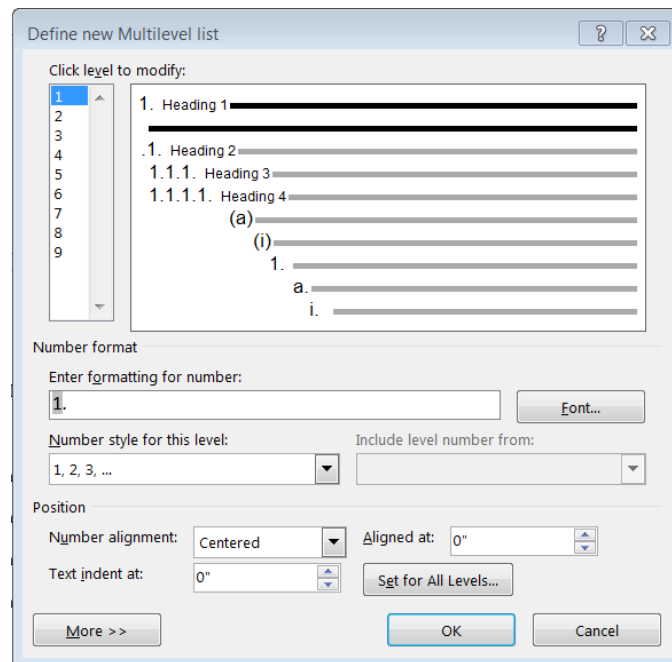 Define new Multilevel list
Click level to modify:
1
2
3
4
5
6
7
8
9
1. Heading 1
.1. Heading 2
1.1.1. Heading 3
1.1.1.1. Heading 4
(a)
(i)
1.
a.
i.
Number format
Enter formatting for number:
1.
Font...
Number style for this level:
Include level number from:
1, 2, 3, ...
Position
Number alignment:
Centered
Aligned at:
0"
Text indent at:
0"
Set for All Levels...
More >>
OK
Cancel